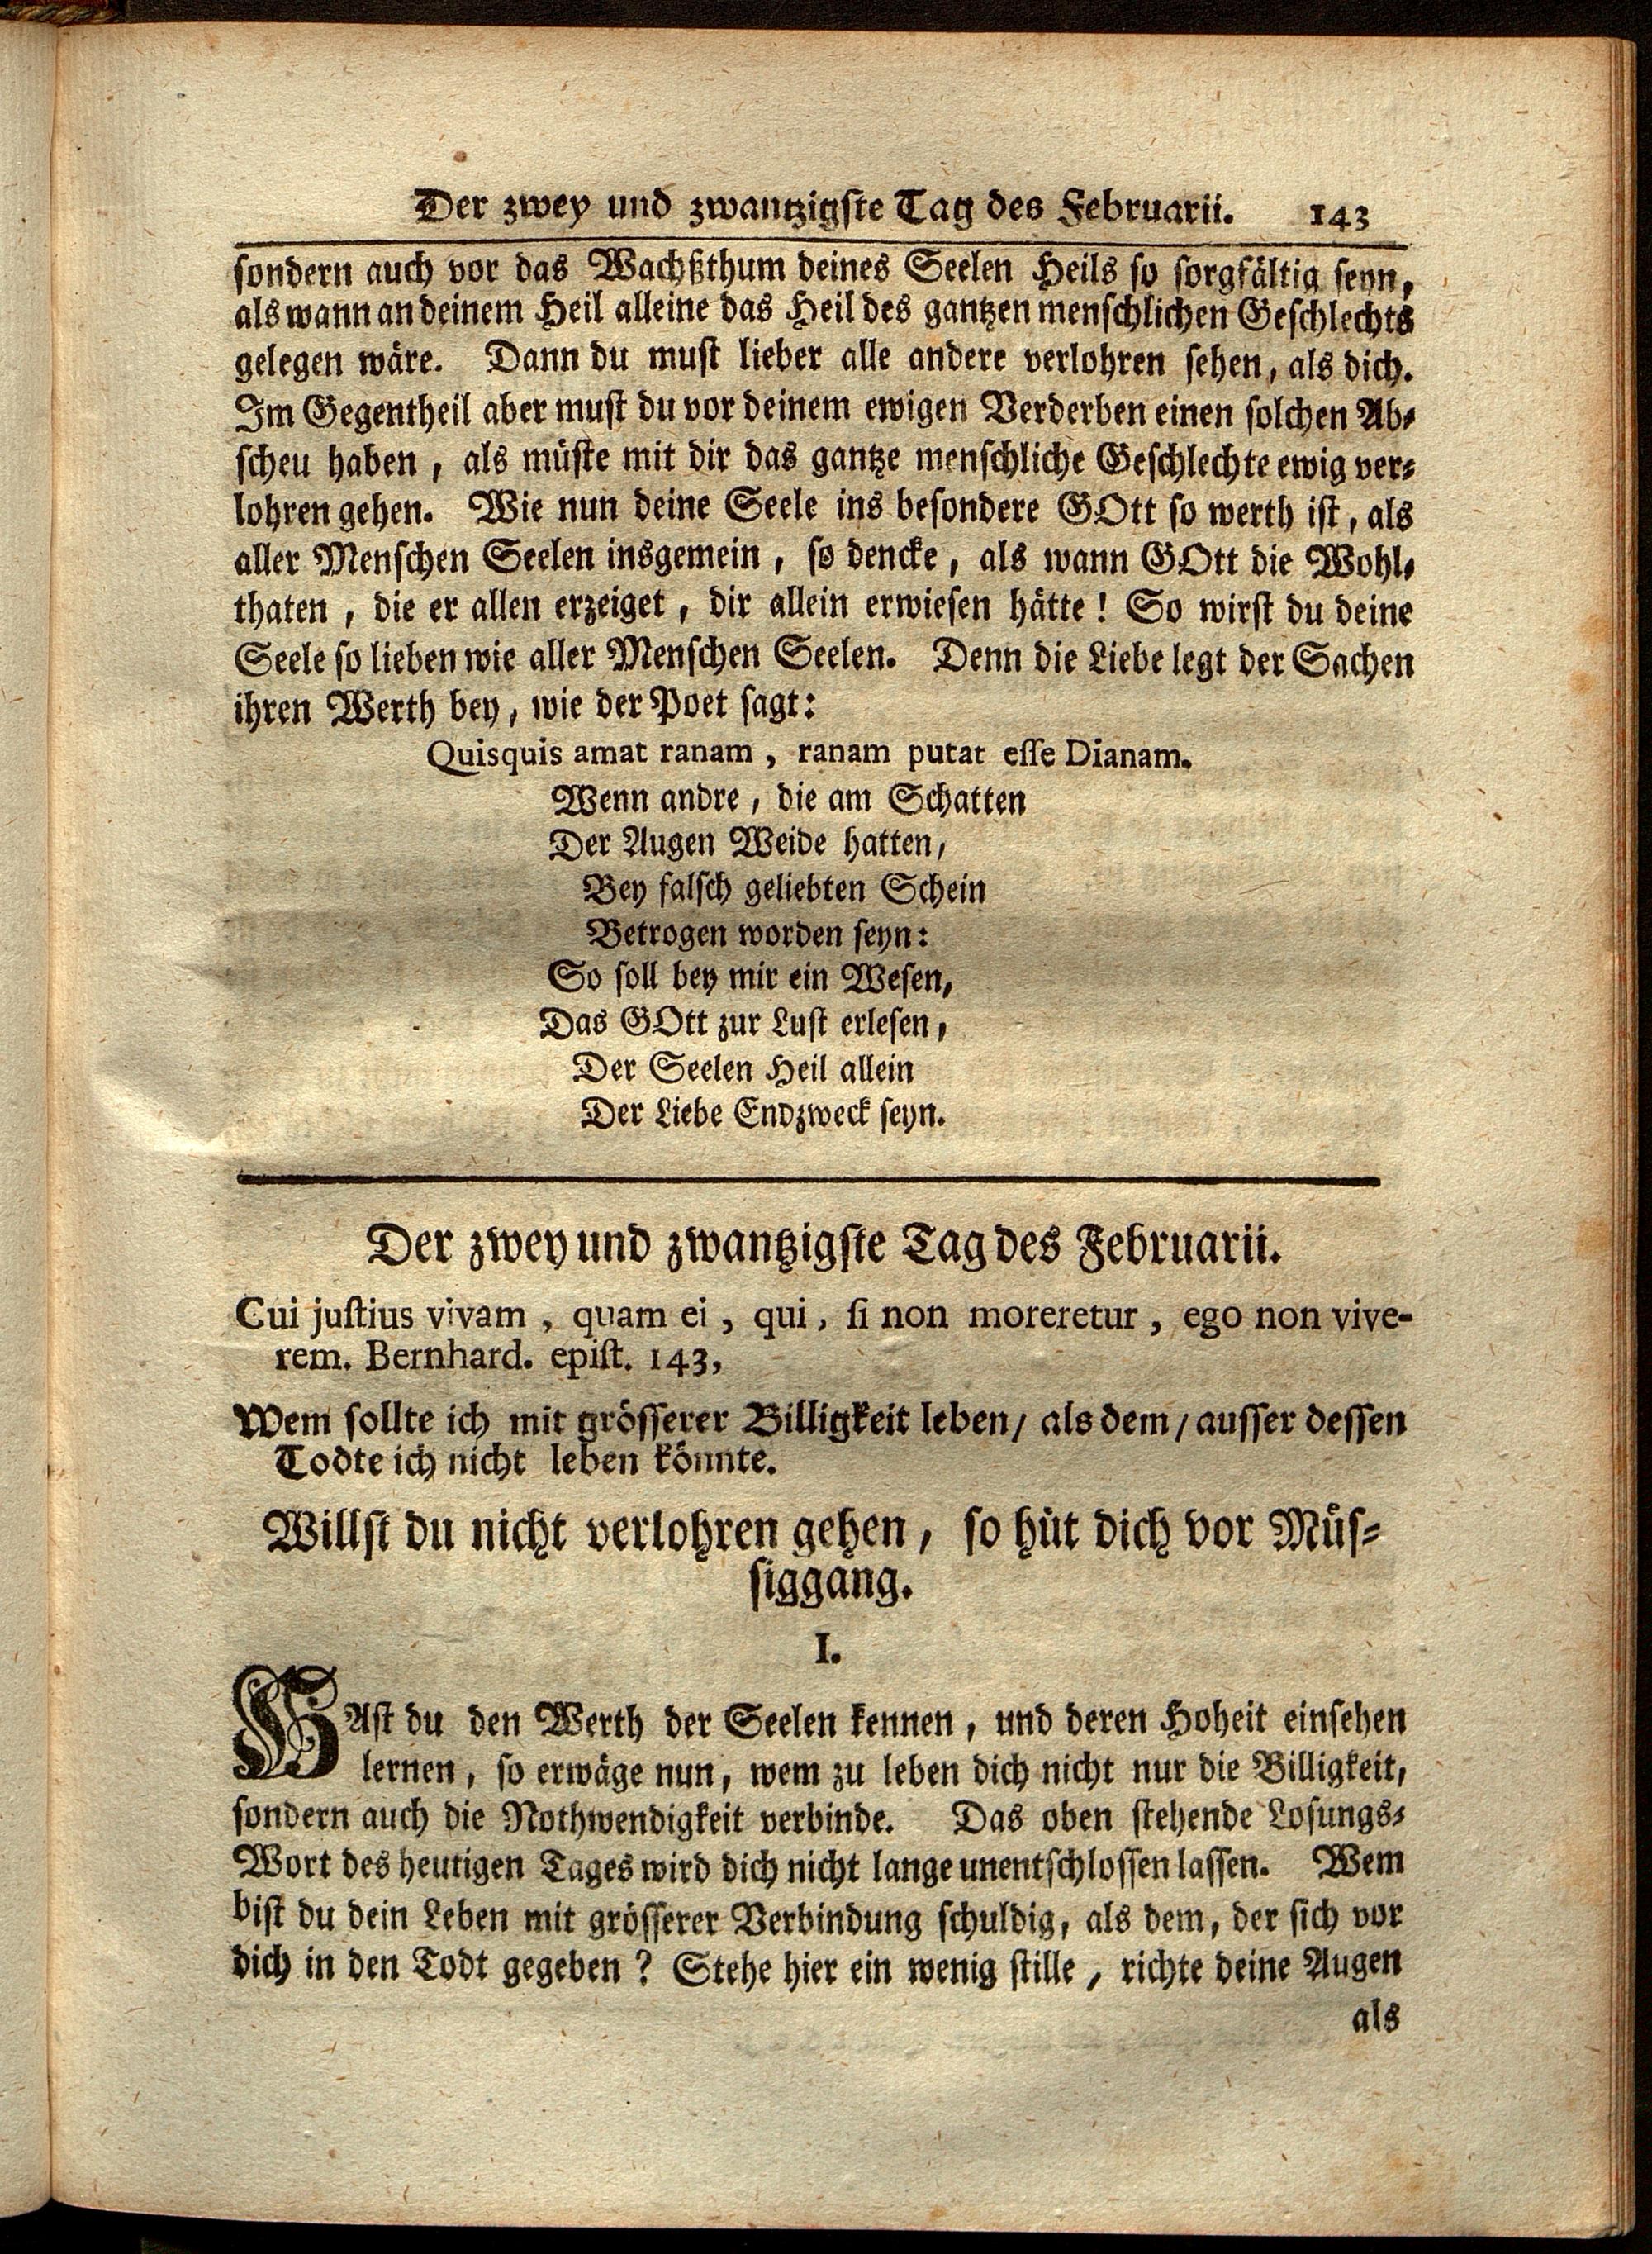 Der zwey und zwantzigste Tag des Februarii. 143
sondern auch vor das Wachßthum deines Seelen Heils so sorgfältig seyn,
als wann an deinem Heil alleine das Heil des gantzen menschlichen Geschlechts
gelegen wäre. Dann du must lieber alle andere verlohren sehen, als dich.
Im Gegentheil aber must du vor deinem ewigen Verderben einen solchen Ab-
scheu haben, als müste mit dir das gantze menschliche Geschlechte ewig ver-
lohren gehen. Wie nun deine Seele ins besondere GOtt so werth ist, als
aller Menschen Seelen insgemein, so dencke, als wann GOtt die Wohl-
thaten, die er allen erzeiget, dir allein erwiesen hätte! So wirst du deine
Seele so lieben wie aller Menschen Seelen. Denn die Liebe legt der Sachen
ihren Werth bey, wie der Poet sagt:
Quisquis amat ranam, ranam putat esse Dianam.
Wenn andre, die am Schatten
Der Augen Weide hatten,
Bey falsch geliebten Schein
Betrogen worden seyn:
So soll bey mir ein Wesen,
Das GOtt zur Lust erlesen,
Der Seelen Heil allein
Der Liebe Endzweck seyn.
Der zwey und zwantzigste Tag des Februarii.
Cui justius vivam, quam ei, qui, si non moreretur, ego non vive-
rem. Bernhard. epist. 143,
Wem sollte ich mit grösserer Billigkeit leben/ als dem/ ausser dessen
Todte ich nicht leben könnte.
Willst du nicht verlohren gehen, so hüt dich vor Müs-
siggang.
I.
HAst du den Werth der Seelen kennen, und deren Hoheit einsehen
lernen, so erwäge nun, wem zu leben dich nicht nur die Billigkeit,
sondern auch die Nothwendigkeit verbinde. Das oben stehende Losungs-
Wort des heutigen Tages wird dich nicht lange unentschlossen lassen. Wem
bist du dein Leben mit grösserer Verbindung schuldig, als dem, der sich vor
dich in den Todt gegeben? Stehe hier ein wenig stille, richte deine Augen
als